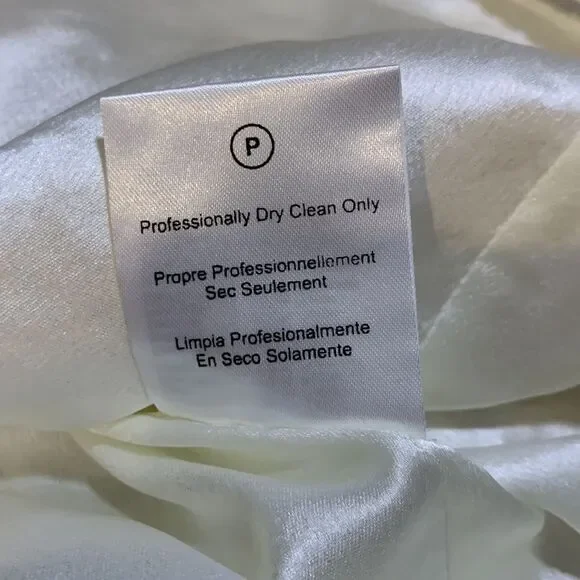 P
Professionally Dry Clean Only
Propre Professionnellement
Sec Seulement
Limpia Profesionalmente
En Seco Solamente